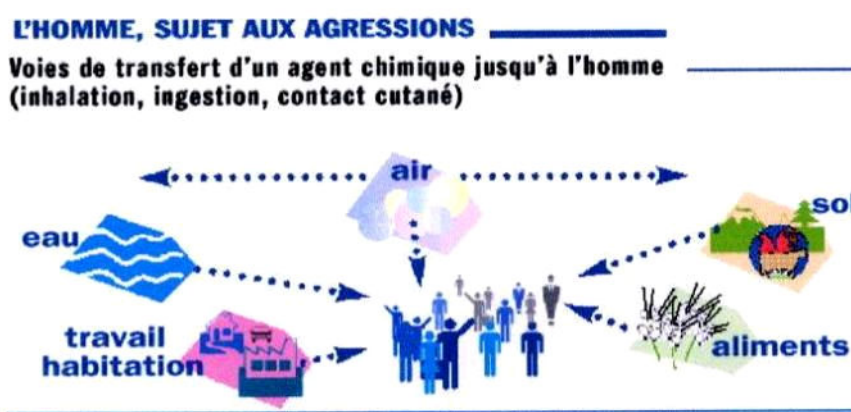 L'HOMME, SUJET AUX AGRESSIONS
Voies de transfert d'un agent chimique jusqu'à l'homme
(inhalation, ingestion, contact cutané)
air
sol
eau
travail
habitation
aliments